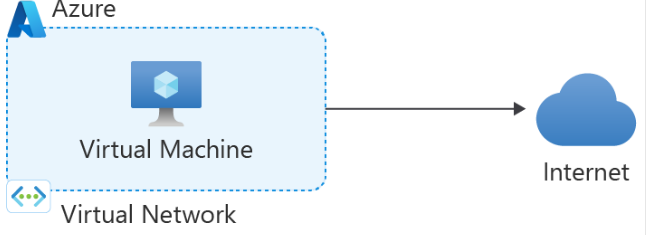 Azure
Virtual Machine
Internet
Virtual Network